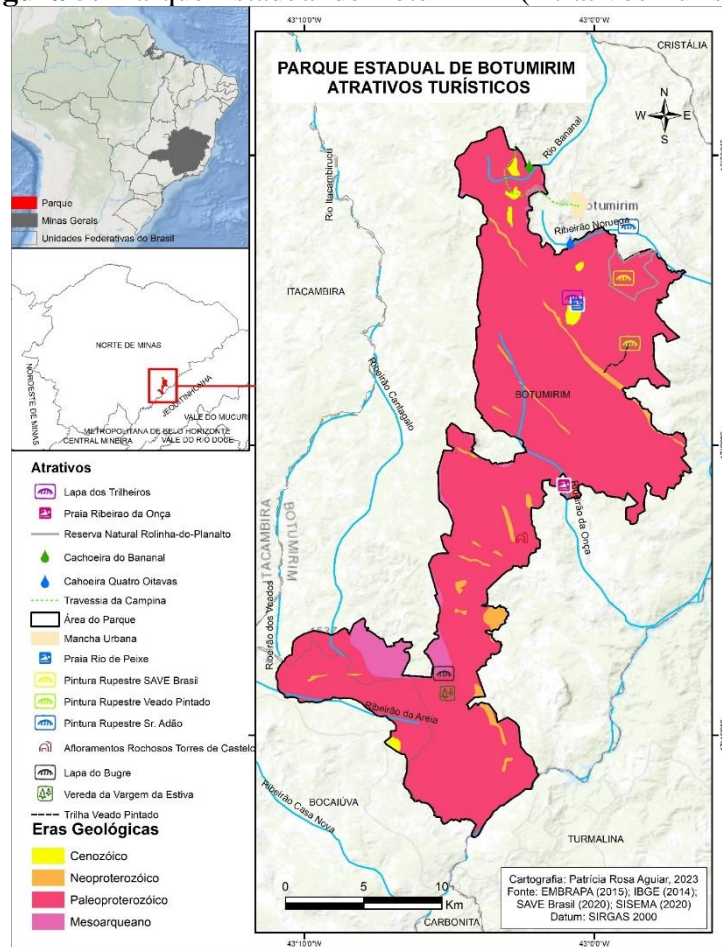 43°10'0"W
43°0'0"W
CRISTÁLIA
PARQUE ESTADUAL DE BOTUMIRIM
ATRATIVOS TURÍSTICOS
N
W
E
S
Rio Bananal
Rio Itacambiruçu
Botumirim
Ribeirão Noruega
Parque
Minas Gerais
Unidades Federativas do Brasil
ITACAMBIRA
NORTE DE MINAS
NOROESTE DE MINAS
JEQUITINHONHA
VALE DO MUCURI
METROPOLITANA DE BELO HORIZONTE
CENTRAL MINEIRA
VALE DO RIO DOCE
Ribeirão Cantagalo
BOTUMIRIM
Ribeirão da Onça
ITACAMBIRA
BOTUMIRIM
Ribeirão dos Veados
1537
Ribeirão da Areia
BOCAIÚVA
Ribeirão Casa Nova
TURMALINA
CARBONITA
Atrativos
Lapa dos Trilheiros
Praia Ribeirao da Onça
Reserva Natural Rolinha-do-Planalto
Cachoeira do Bananal
Cahoeira Quatro Oitavas
Travessia da Campina
Área do Parque
Mancha Urbana
Praia Rio de Peixe
Pintura Rupestre SAVE Brasil
Pintura Rupestre Veado Pintado
Pintura Rupestre Sr. Adão
Afloramentos Rochosos Torres de Castelo
Lapa do Bugre
Vereda da Vargem da Estiva
Trilha Veado Pintado
Eras Geológicas
Cenozóico
Neoproterozóico
Paleoproterozóico
Mesoarqueano
0 5 10
Km
Cartografia: Patrícia Rosa Aguiar, 2023
Fonte: EMBRAPA (2015); IBGE (2014);
SAVE Brasil (2020); SISEMA (2020)
Datum: SIRGAS 2000
43°10'0"W
43°0'0"W